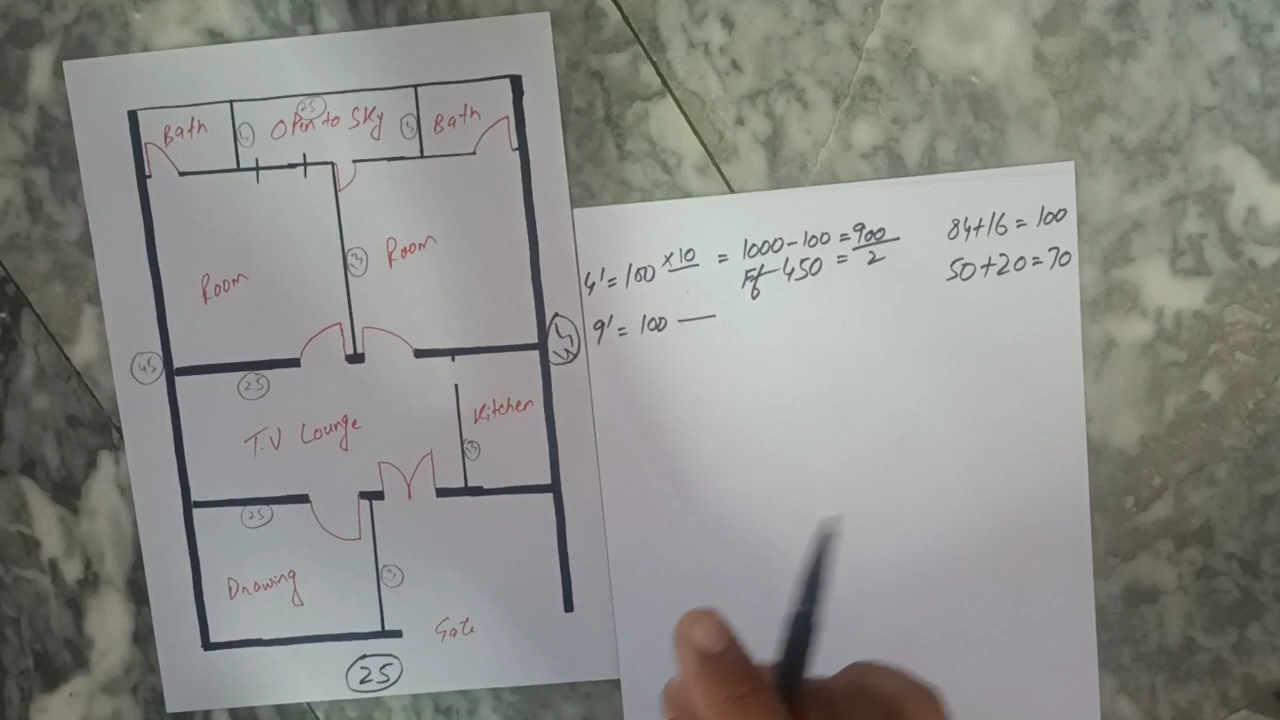 25
Bath
Open to Sky
Bath
Room
Room
45
25
T.V Lounge
Kitchen
25
Drawing
Gate
25
4' = 100 × 10 = 1000 - 100 = 900
450 = 2
84 + 16 = 100
50 + 20 = 70
9' = 100 —